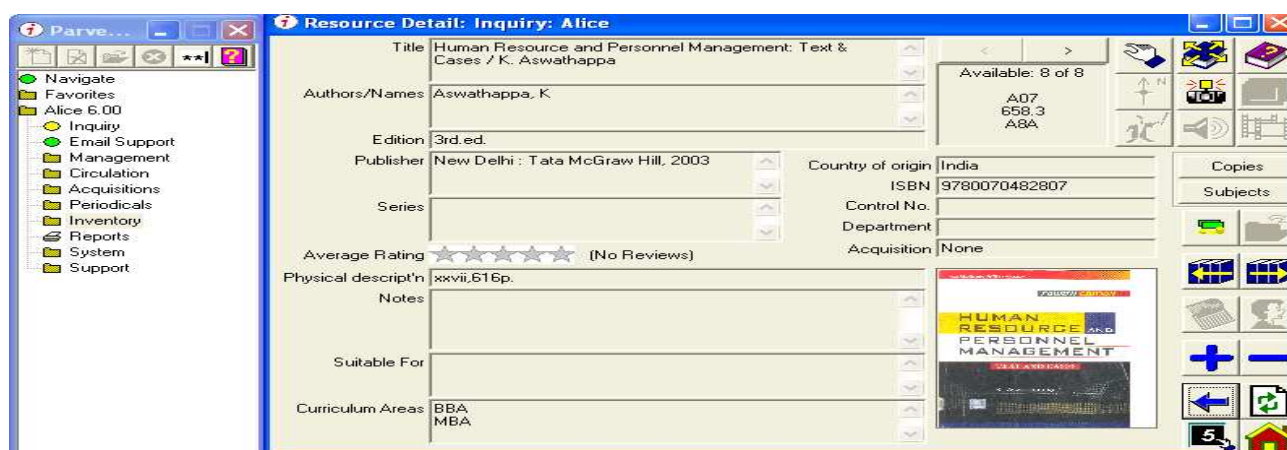 Parve...
Navigate
Favorites
Alice 6.00
Inquiry
Email Support
Management
Circulation
Acquisitions
Periodicals
Inventory
Reports
System
Support
Resource Detail: Inquiry: Alice
Title Human Resource and Personnel Management: Text &
Cases / K. Aswathappa
Authors/Names Aswathappa, K
Edition 3rd.ed.
Publisher New Delhi : Tata McGraw Hill, 2003
Series
Average Rating (No Reviews)
Physical descript'n xxvii,616p.
Notes
Suitable For
Curriculum Areas BBA
MBA
< >
Available: 8 of 8
A07
658.3
A8A
Country of origin India
ISBN 9780070482807
Control No.
Department
Acquisition None
HUMAN
RESOURCE AND
PERSONNEL
MANAGEMENT
TEXT AND CASES
N
Copies
Subjects
5